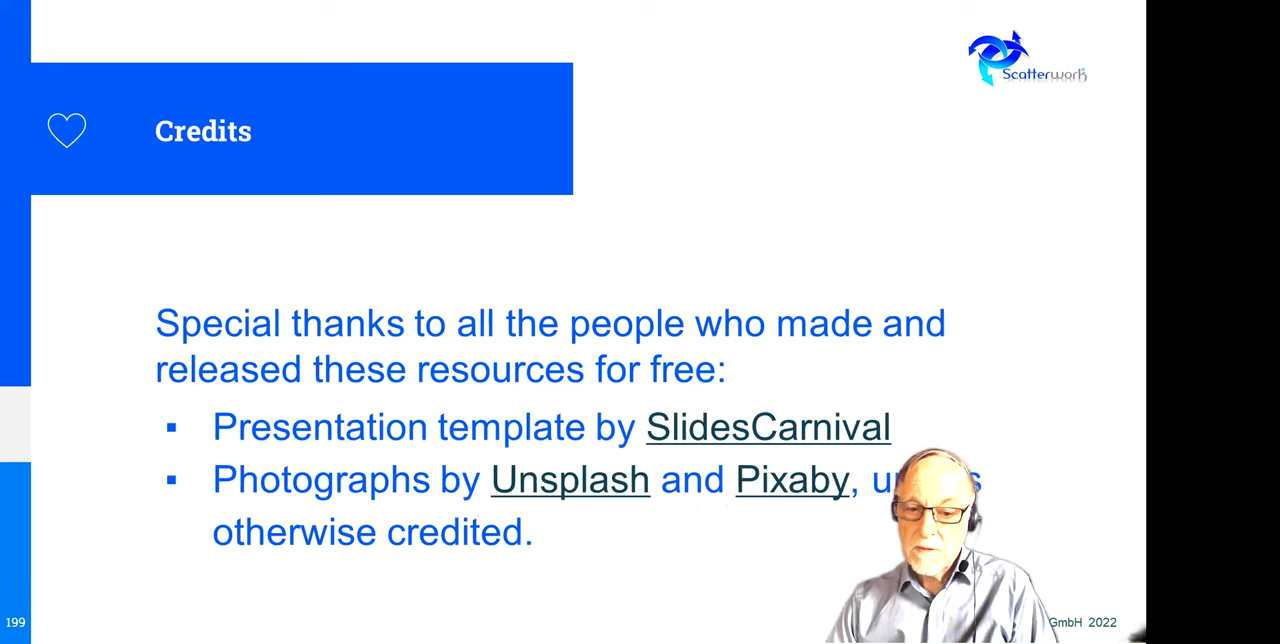 Scatterwork
Credits
Special thanks to all the people who made and
released these resources for free:
▪ Presentation template by SlidesCarnival
▪ Photographs by Unsplash and Pixaby,
otherwise credited.
199
GmbH 2022